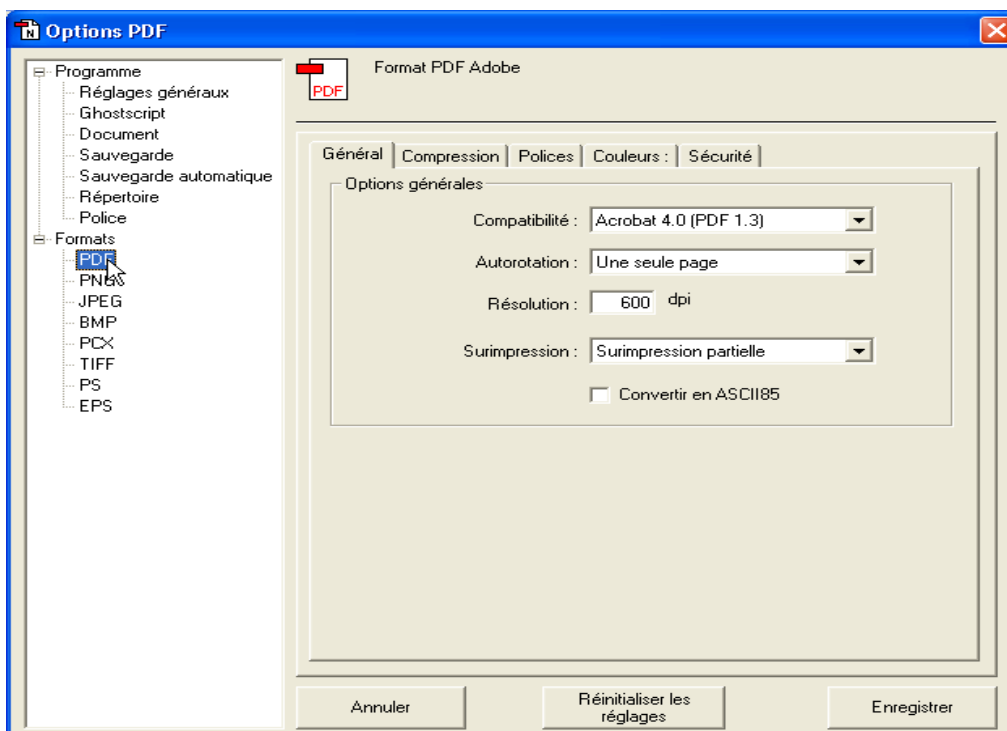 Options PDF
Programme
Réglages généraux
Ghostscript
Document
Sauvegarde
Sauvegarde automatique
Répertoire
Police
Formats
PDF
PNG
JPEG
BMP
PCX
TIFF
PS
EPS
PDF
Format PDF Adobe
Général Compression Polices Couleurs : Sécurité
Options générales
Compatibilité : Acrobat 4.0 (PDF 1.3)
Autorotation : Une seule page
Résolution : 600 dpi
Surimpression : Surimpression partielle
Convertir en ASCII85
Annuler
Réinitialiser les
réglages
Enregistrer